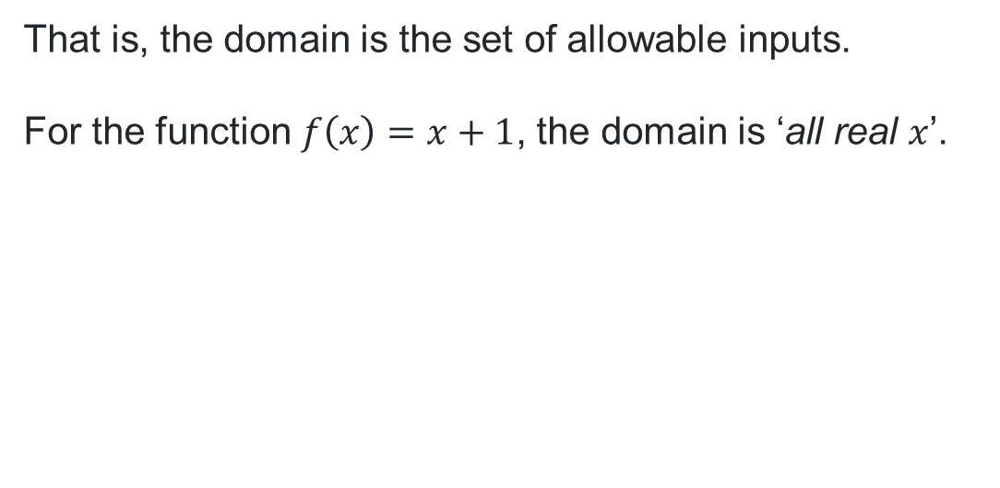 That is, the domain is the set of allowable inputs.
For the function f(x) = x + 1, the domain is ‘all real x’.